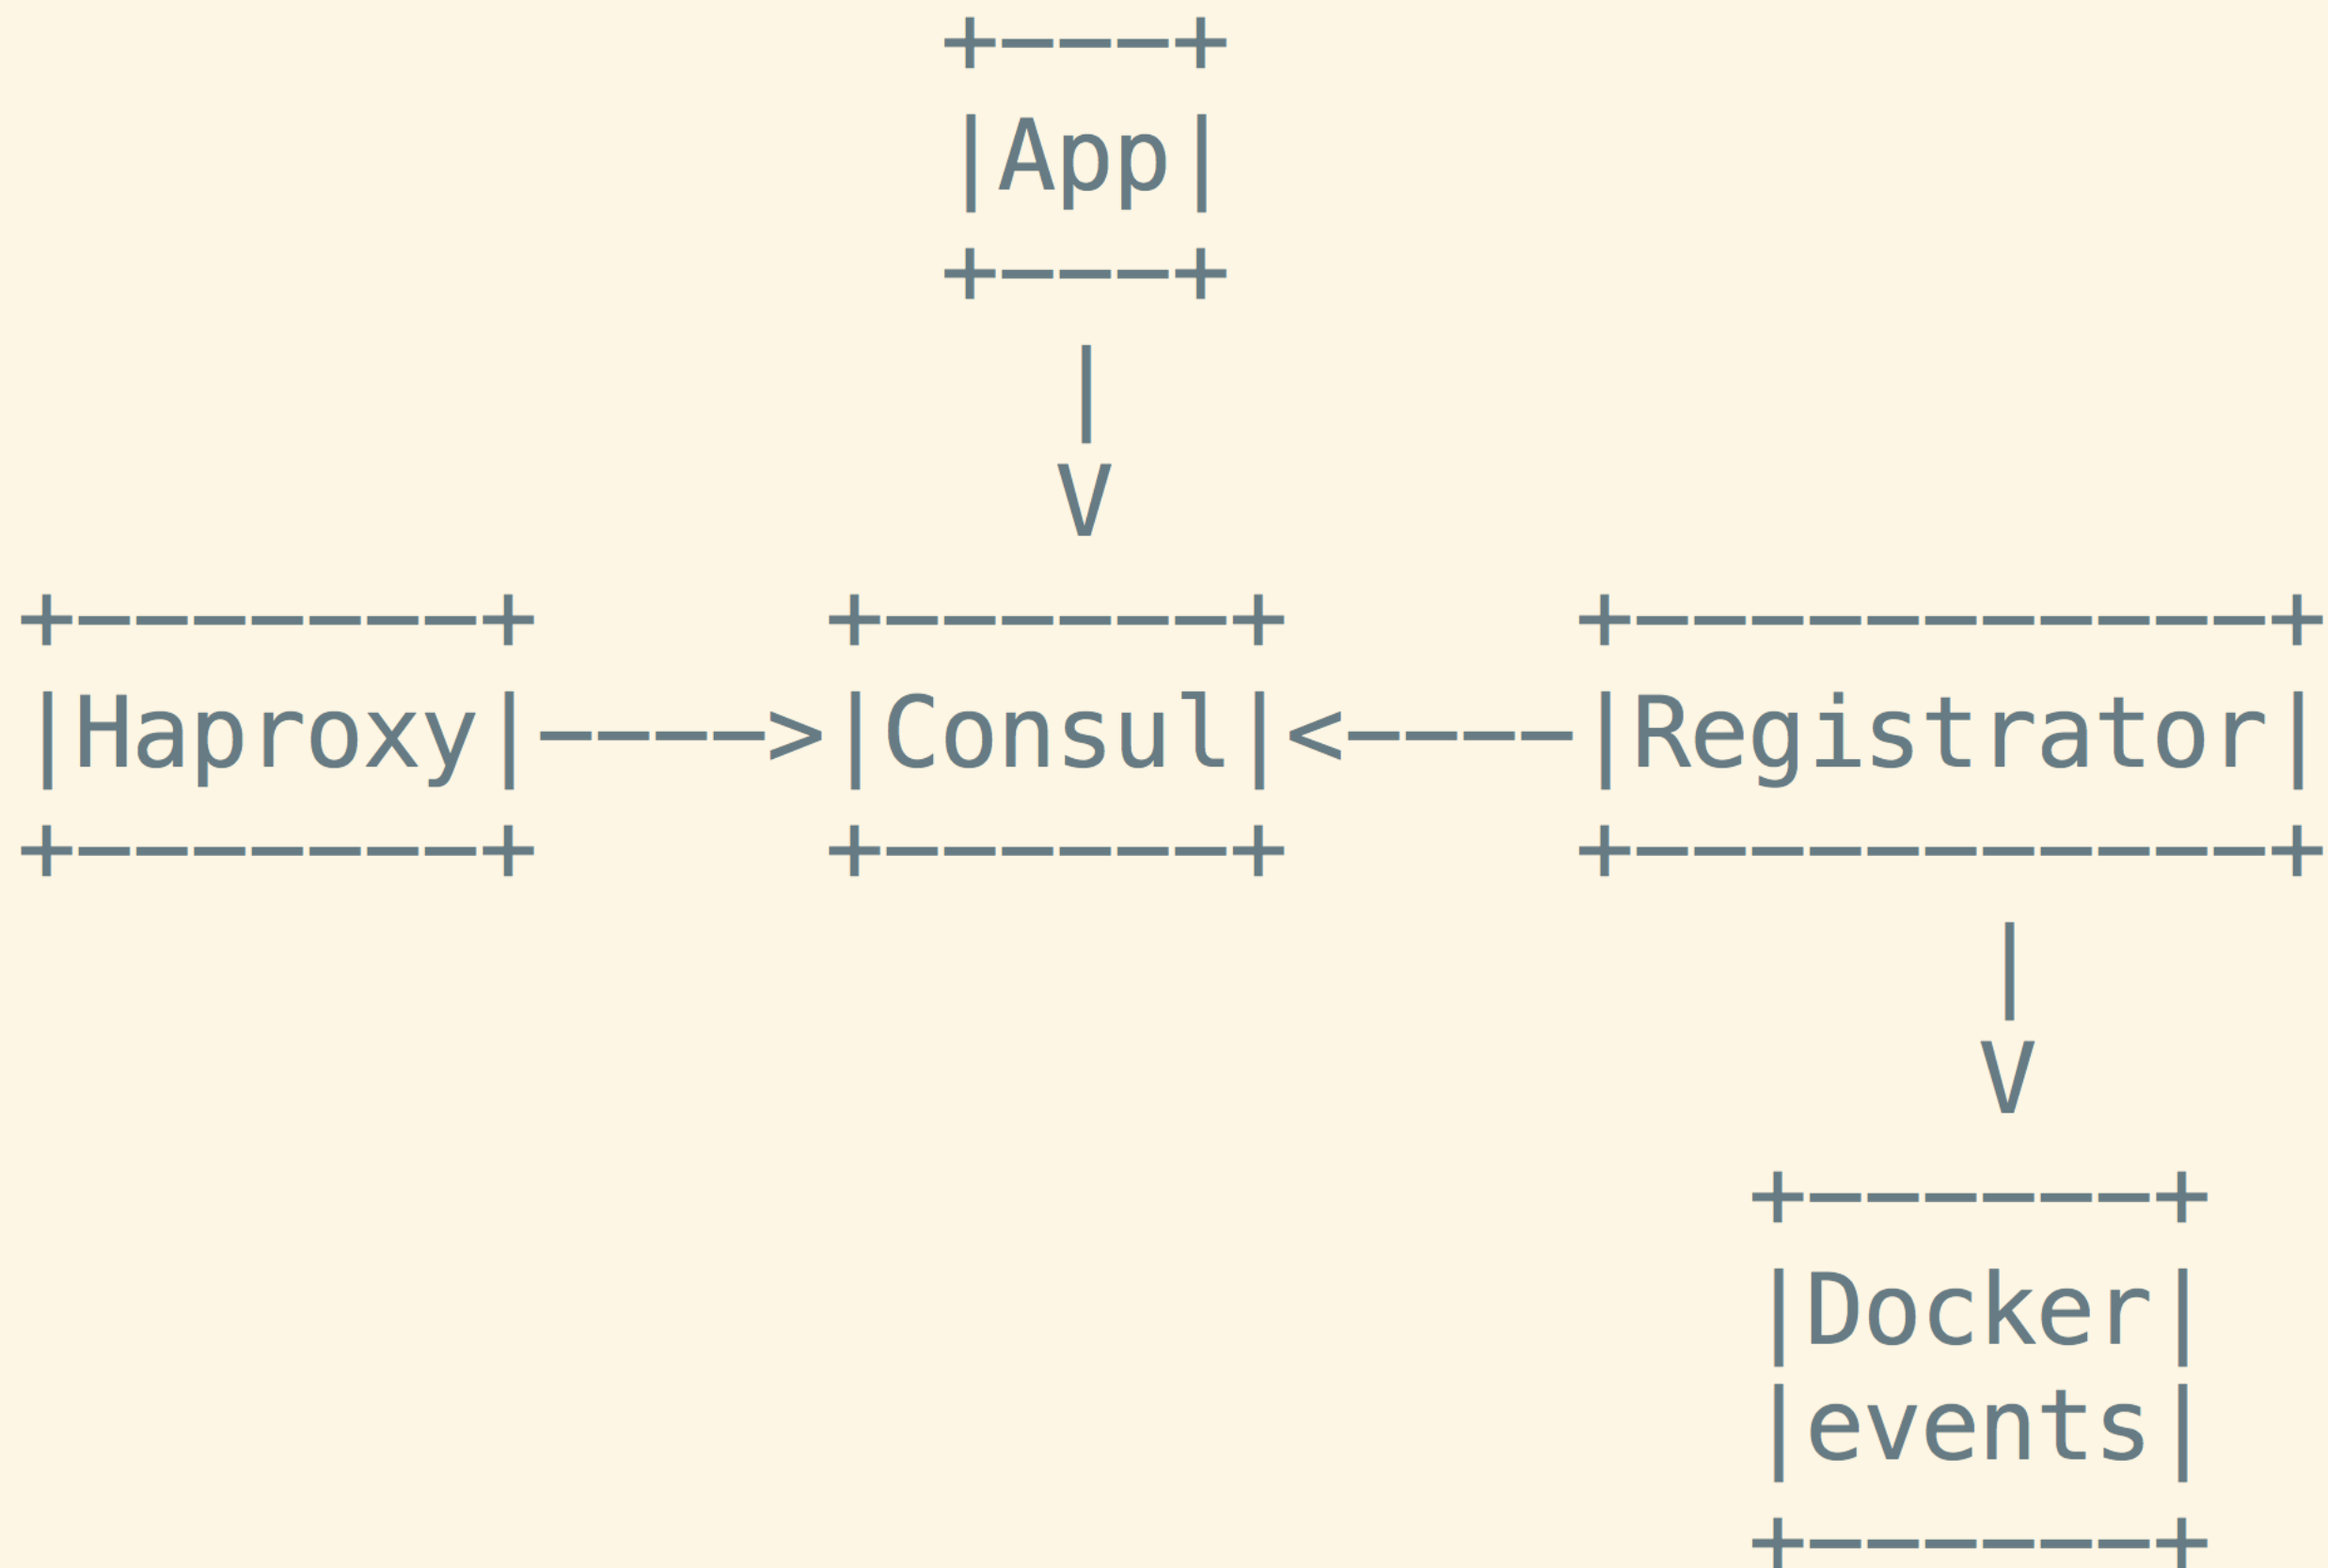 +---+
                |App|
                +---+
                  |
                  V
+-------+     +------+     +-----------+
|Haproxy|---->|Consul|<----|Registrator|
+-------+     +------+     +-----------+
                                  |
                                  V
                              +------+
                              |Docker|
                              |events|
                              +------+